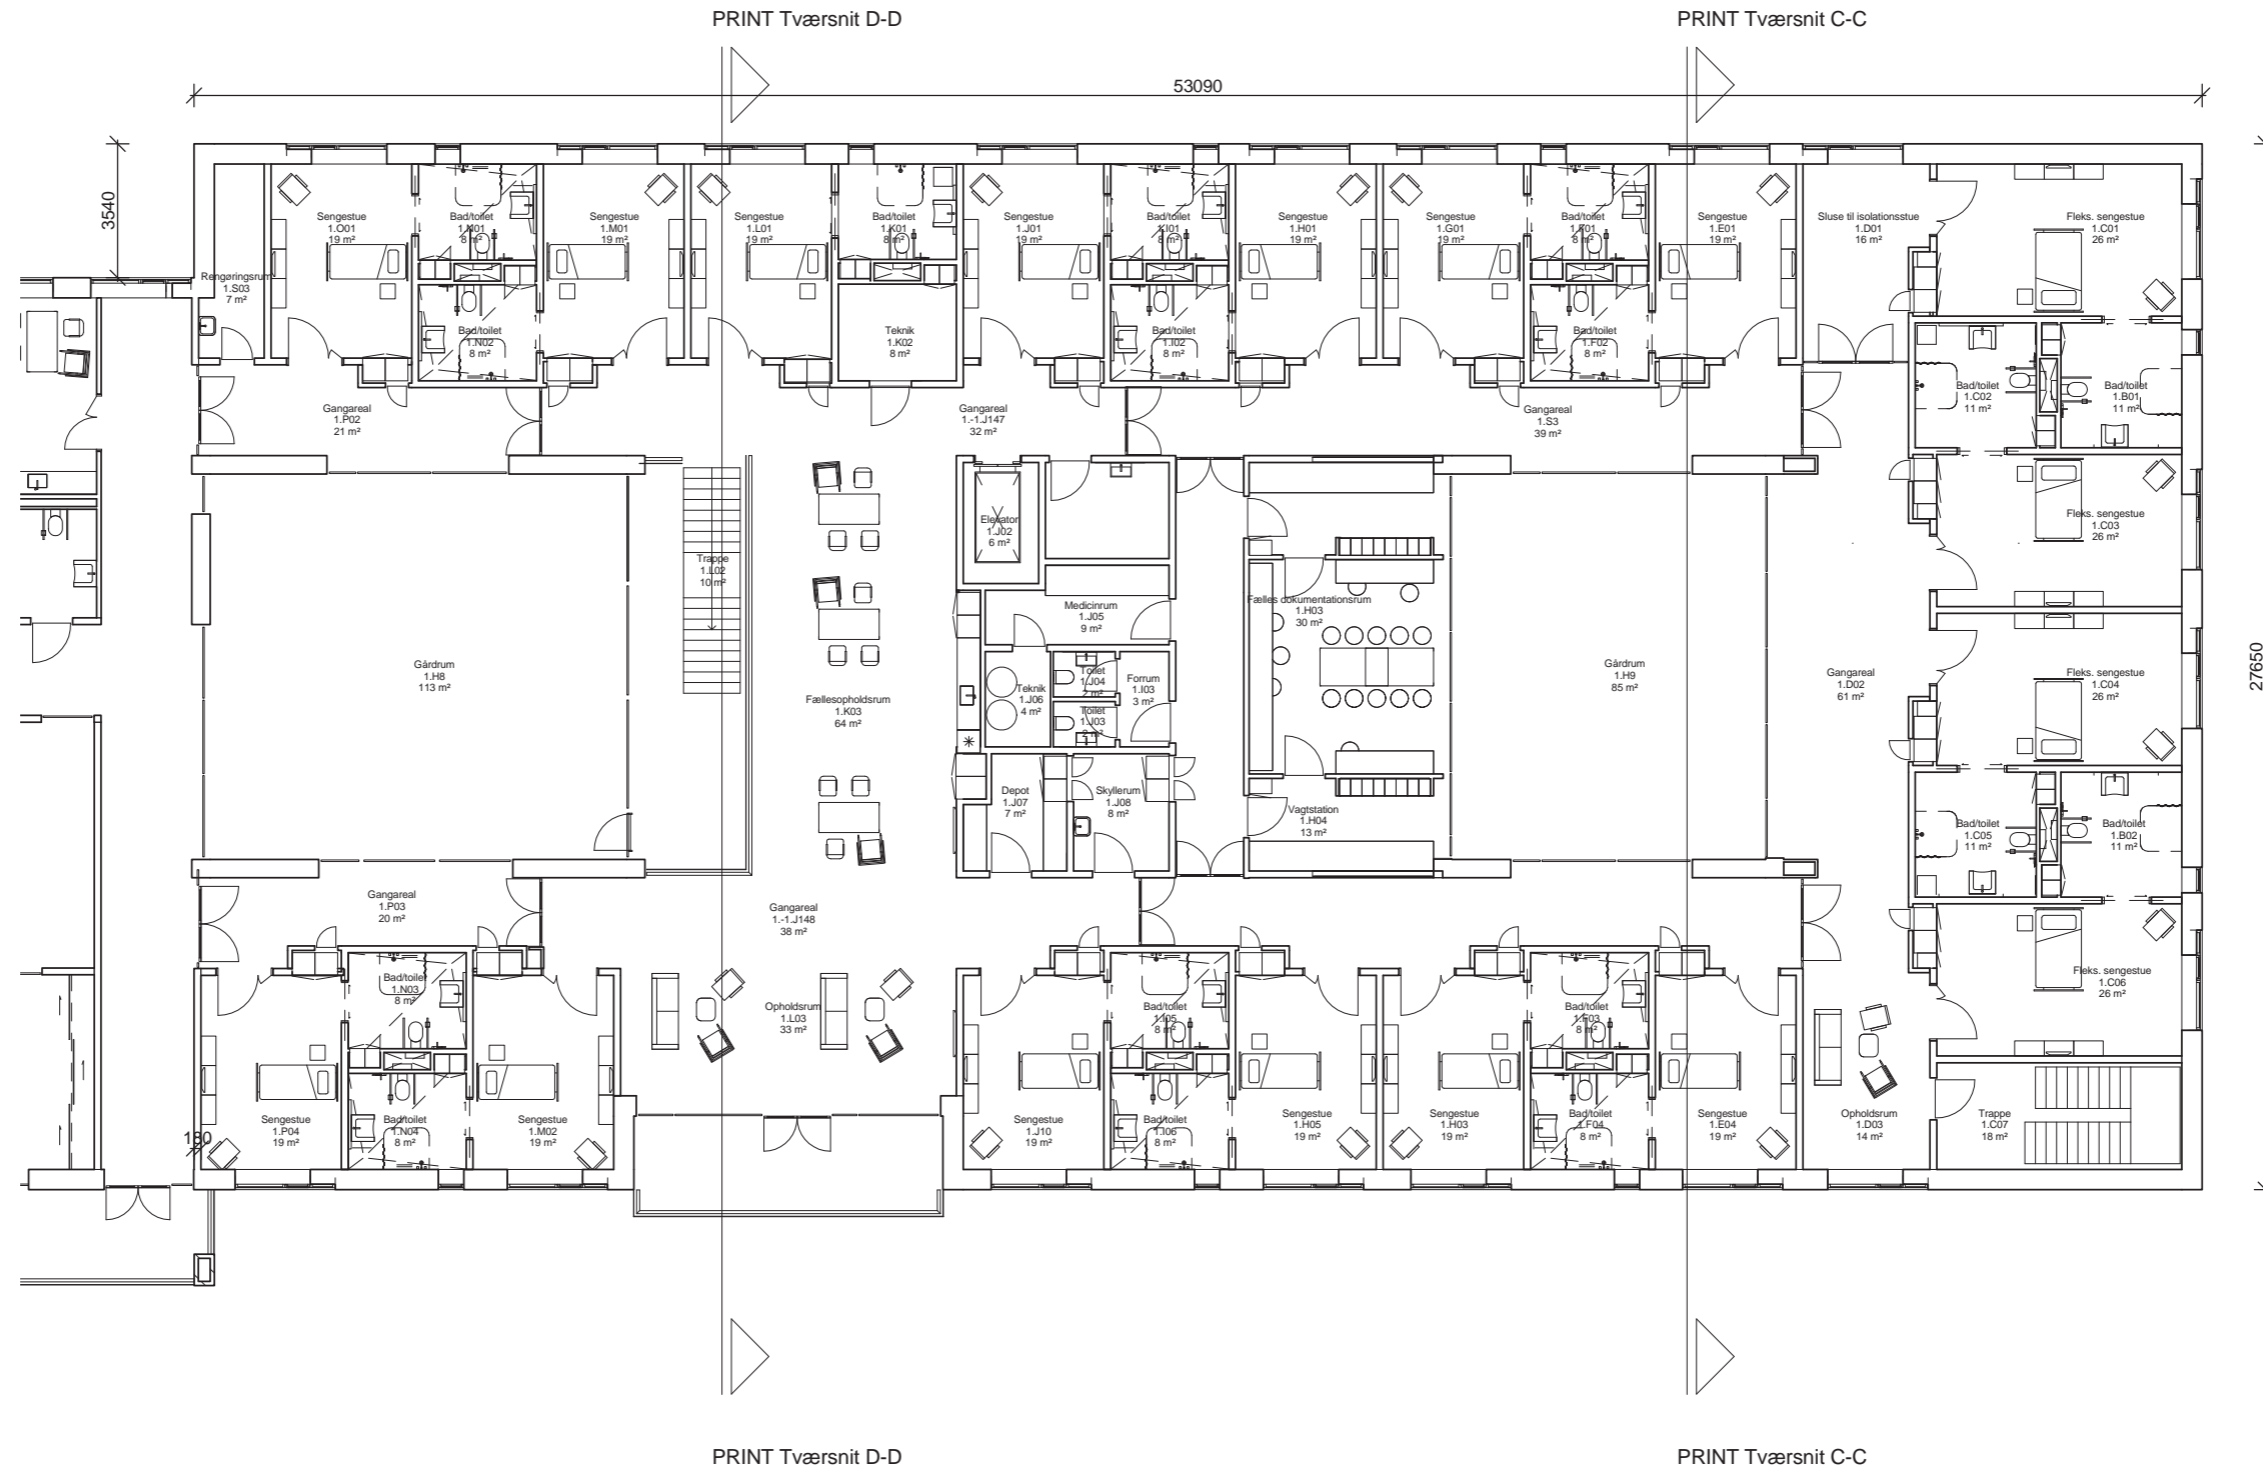 PRINT Tværsnit D-D
PRINT Tværsnit C-C
53090
3540
Sengestue
1.O01
19 m²
Bad/toilet
1.N01
8 m²
Sengestue
1.M01
19 m²
Sengestue
1.L01
19 m²
Bad/toilet
1.K01
8 m²
Sengestue
1.J01
19 m²
Bad/toilet
1.I01
8 m²
Sengestue
1.H01
19 m²
Sengestue
1.G01
19 m²
Bad/toilet
1.F01
8 m²
Sengestue
1.E01
19 m²
Sluse til isolationsstue
1.D01
16 m²
Fleks. sengestue
1.C01
26 m²
Rengøringsrum
1.S03
7 m²
Bad/toilet
1.N02
8 m²
Teknik
1.K02
8 m²
Bad/toilet
1.I02
8 m²
Bad/toilet
1.F02
8 m²
Bad/toilet
1.C02
11 m²
Bad/toilet
1.B01
11 m²
Gangareal
1.P02
21 m²
Gangareal
1.-1.J147
32 m²
Gangareal
1.S3
39 m²
Elevator
1.J02
6 m²
Fleks. sengestue
1.C03
26 m²
Trappe
1.L02
10 m²
Medicinrum
1.J05
9 m²
Fælles dokumentationsrum
1.H03
30 m²
Gårdrum
1.H8
113 m²
Fællesopholdsrum
1.K03
64 m²
Teknik
1.J06
4 m²
Toilet
1.J04
2 m²
Toilet
1.J03
2 m²
Forrum
1.I03
3 m²
Gårdrum
1.H9
85 m²
Gangareal
1.D02
61 m²
Fleks. sengestue
1.C04
26 m²
27650
Depot
1.J07
7 m²
Skyllerum
1.J08
8 m²
Vagtstation
1.H04
13 m²
Bad/toilet
1.C05
11 m²
Bad/toilet
1.B02
11 m²
Gangareal
1.P03
20 m²
Gangareal
1.-1.J148
38 m²
Bad/toilet
1.N03
8 m²
Opholdsrum
1.L03
33 m²
Bad/toilet
1.I05
8 m²
Bad/toilet
1.F03
8 m²
Fleks. sengestue
1.C06
26 m²
180
Sengestue
1.P04
19 m²
Bad/toilet
1.N04
8 m²
Sengestue
1.M02
19 m²
Sengestue
1.J10
19 m²
Bad/toilet
1.I06
8 m²
Sengestue
1.H05
19 m²
Sengestue
1.H03
19 m²
Bad/toilet
1.F04
8 m²
Sengestue
1.E04
19 m²
Opholdsrum
1.D03
14 m²
Trappe
1.C07
18 m²
PRINT Tværsnit D-D
PRINT Tværsnit C-C